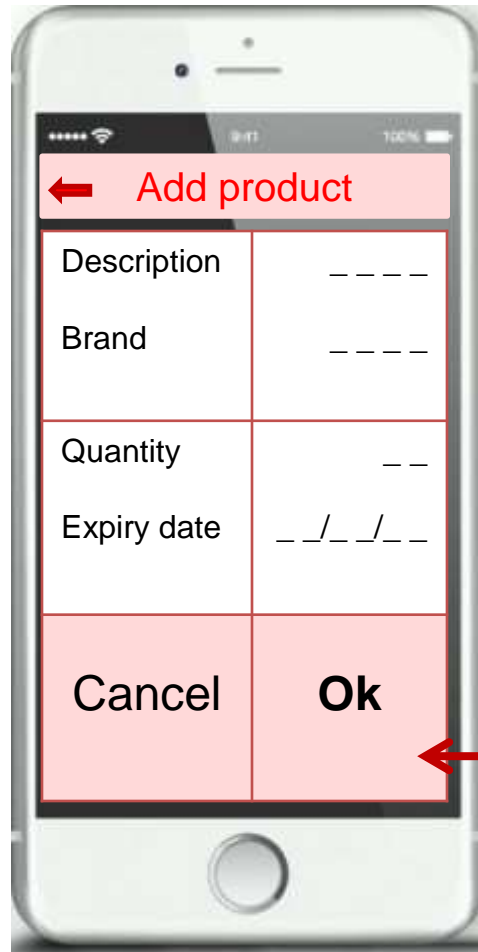 9:41 100%
Add product
Description _ _ _ _
Brand _ _ _ _
Quantity _ _
Expiry date _ _/_ _/_ _
Cancel Ok